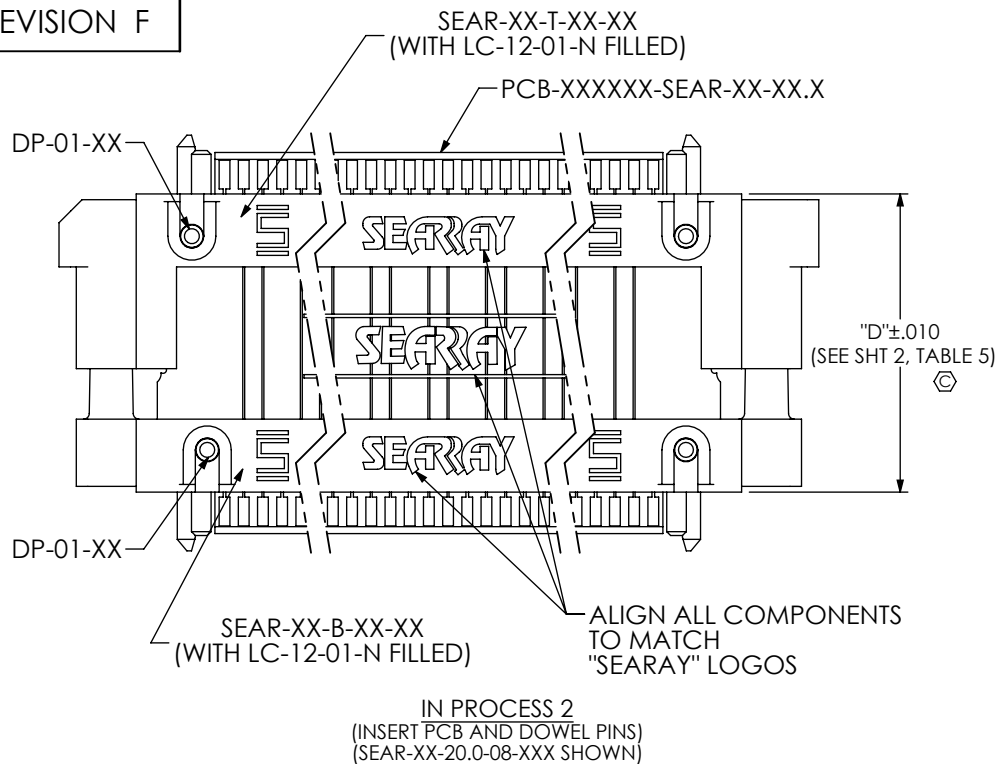 EVISION F
SEAR-XX-T-XX-XX
(WITH LC-12-01-N FILLED)
PCB-XXXXXX-SEAR-XX-XX.X
DP-01-XX
SEARRAY
"D"±.010
(SEE SHT 2, TABLE 5)
C
SEARRAY
SEARRAY
DP-01-XX
SEAR-XX-B-XX-XX
(WITH LC-12-01-N FILLED)
ALIGN ALL COMPONENTS
TO MATCH
"SEARAY" LOGOS
IN PROCESS 2
(INSERT PCB AND DOWEL PINS)
(SEAR-XX-20.0-08-XXX SHOWN)